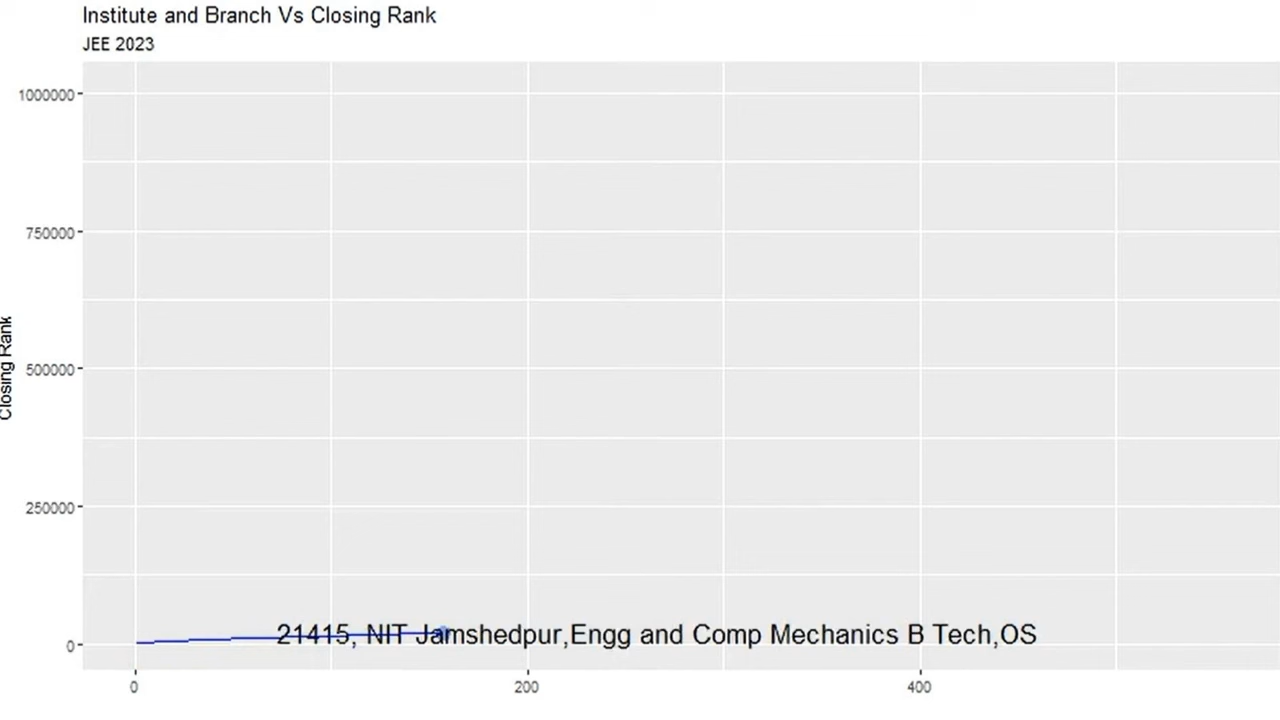 Institute and Branch Vs Closing Rank
JEE 2023
1000000
750000
500000
250000
0
Closing Rank
21415, NIT Jamshedpur,Engg and Comp Mechanics B Tech,OS
0 200 400